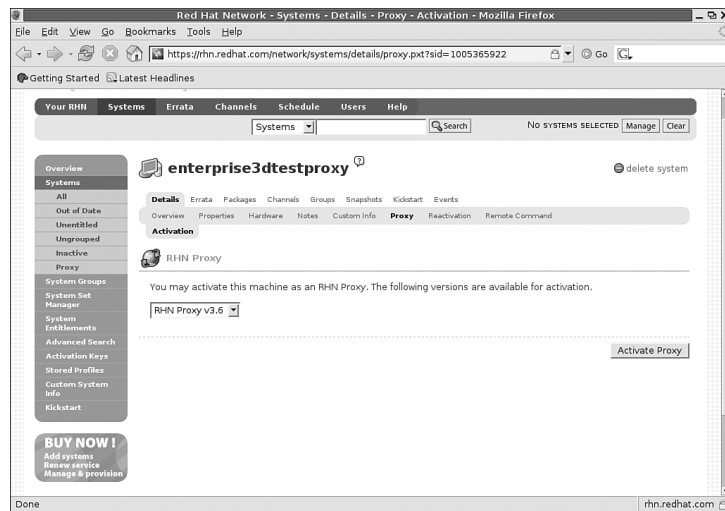 Red Hat Network - Systems - Details - Proxy - Activation - Mozilla Firefox
File Edit View Go Bookmarks Tools Help
https://rhn.redhat.com/network/systems/details/proxy.pxt?sid=1005365922 Go G.
Getting Started Latest Headlines
Your RHN Systems Errata Channels Schedule Users Help
Systems Search NO SYSTEMS SELECTED Manage Clear
enterprise3dtestproxy ? delete system
Details Errata Packages Channels Groups Snapshots Kickstart Events
Overview Properties Hardware Notes Custom Info Proxy Reactivation Remote Command
Activation
RHN Proxy
You may activate this machine as an RHN Proxy. The following versions are available for activation.
RHN Proxy v3.6
Activate Proxy
Overview
Systems
All
Out of Date
Unentitled
Ungrouped
Inactive
Proxy
System Groups
System Set
Manager
System
Entitlements
Advanced Search
Activation Keys
Stored Profiles
Custom System
Info
Kickstart
BUY NOW !
Add systems
Renew service
Manage & provision
Done rhn.redhat.com